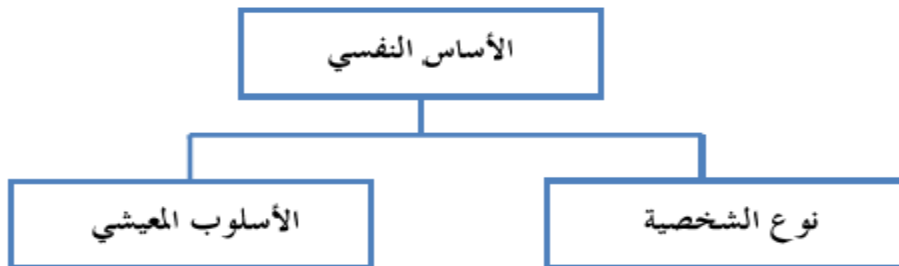 الأساس النفسي
نوع الشخصية
الأسلوب المعيشي